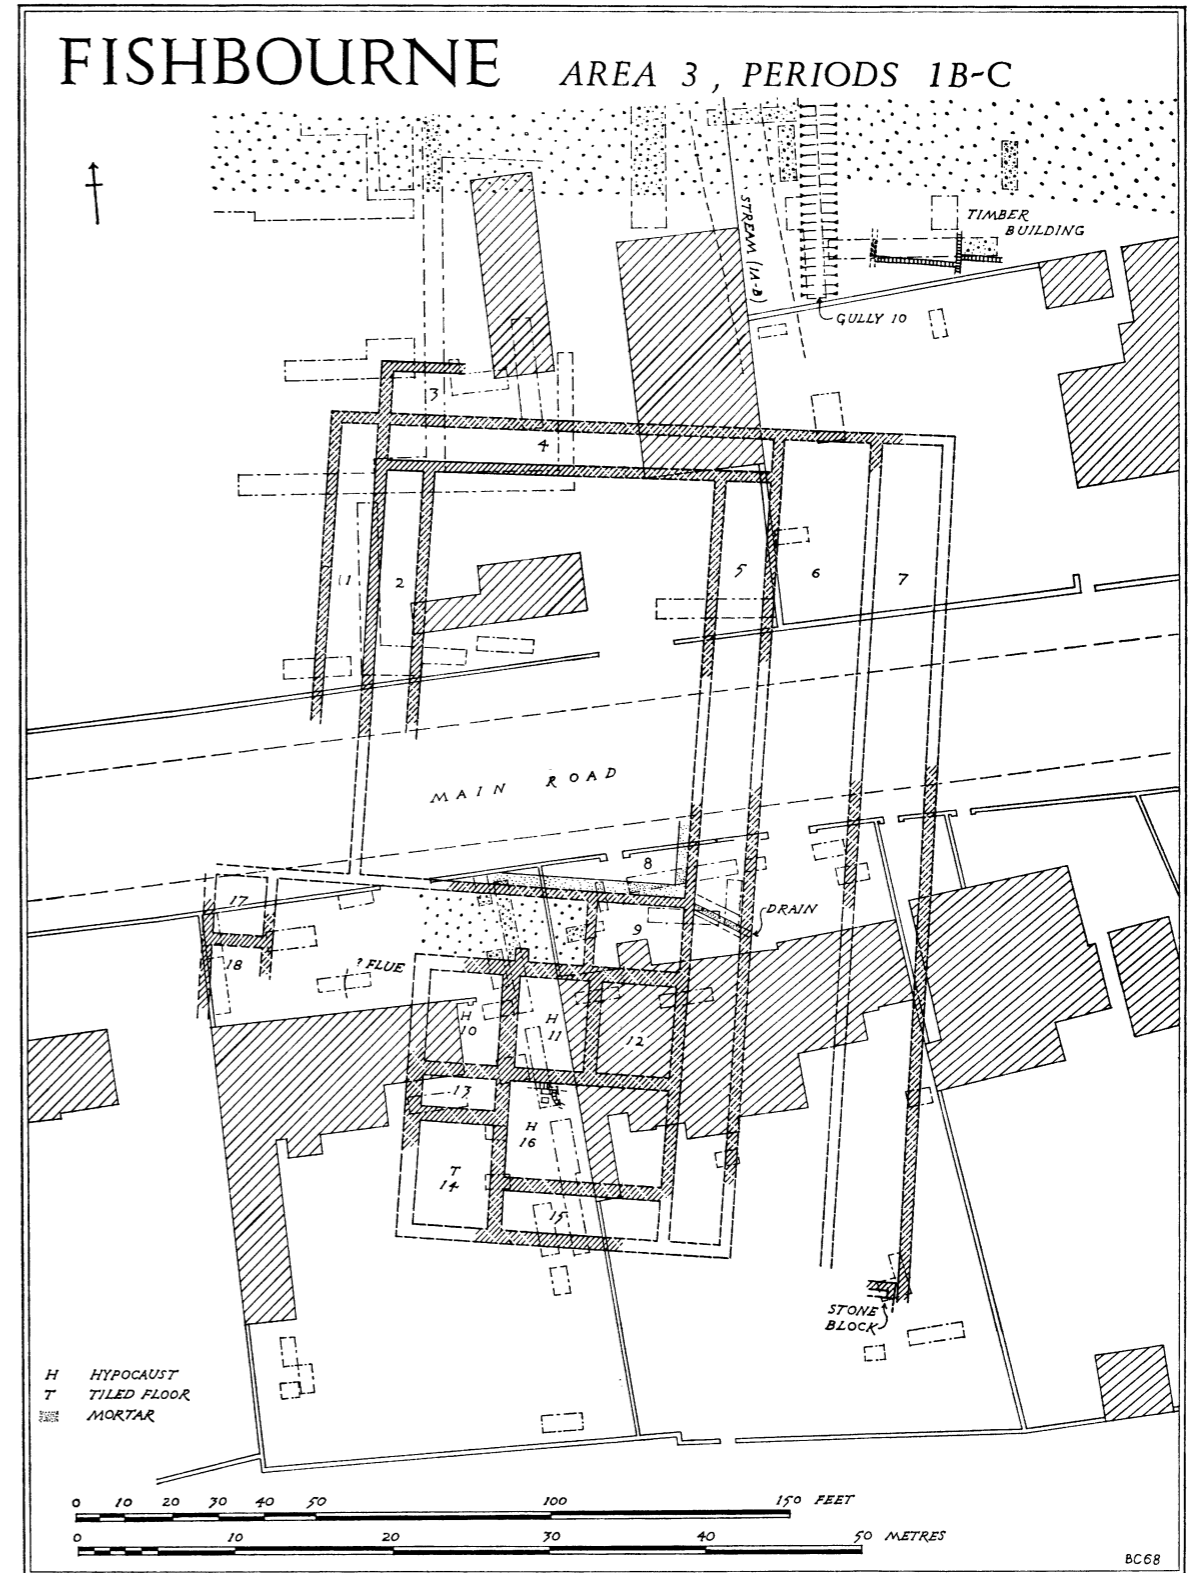 FISHBOURNE AREA 3, PERIODS 1B-C
STREAM (1A-B)
TIMBER
BUILDING
GULLY 10
3
4
1
2
5
6
7
MAIN ROAD
8
17
9
DRAIN
18
? FLUE
H
10
H
11
12
13
H
16
T
14
15
STONE
BLOCK
H HYPOCAUST
T TILED FLOOR
MORTAR
0 10 20 30 40 50 100 150 FEET
0 10 20 30 40 50 METRES
BC68